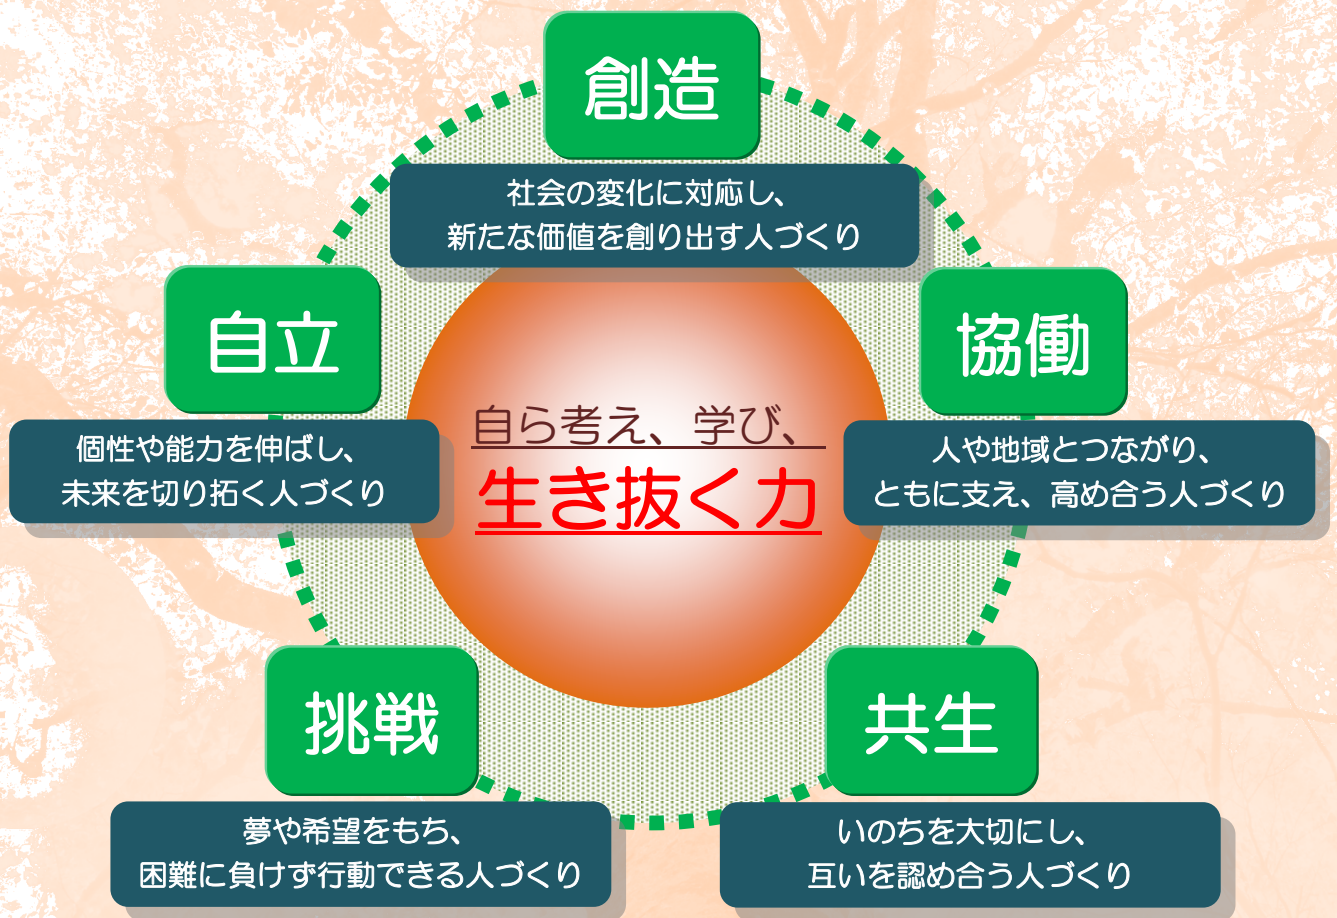 創造
社会の変化に対応し、
新たな価値を創り出す人づくり
自立
個性や能力を伸ばし、
未来を切り拓く人づくり
協働
人や地域とつながり、
ともに支え、高め合う人づくり
自ら考え、学び、
生き抜く力
挑戦
夢や希望をもち、
困難に負けず行動できる人づくり
共生
いのちを大切にし、
互いを認め合う人づくり